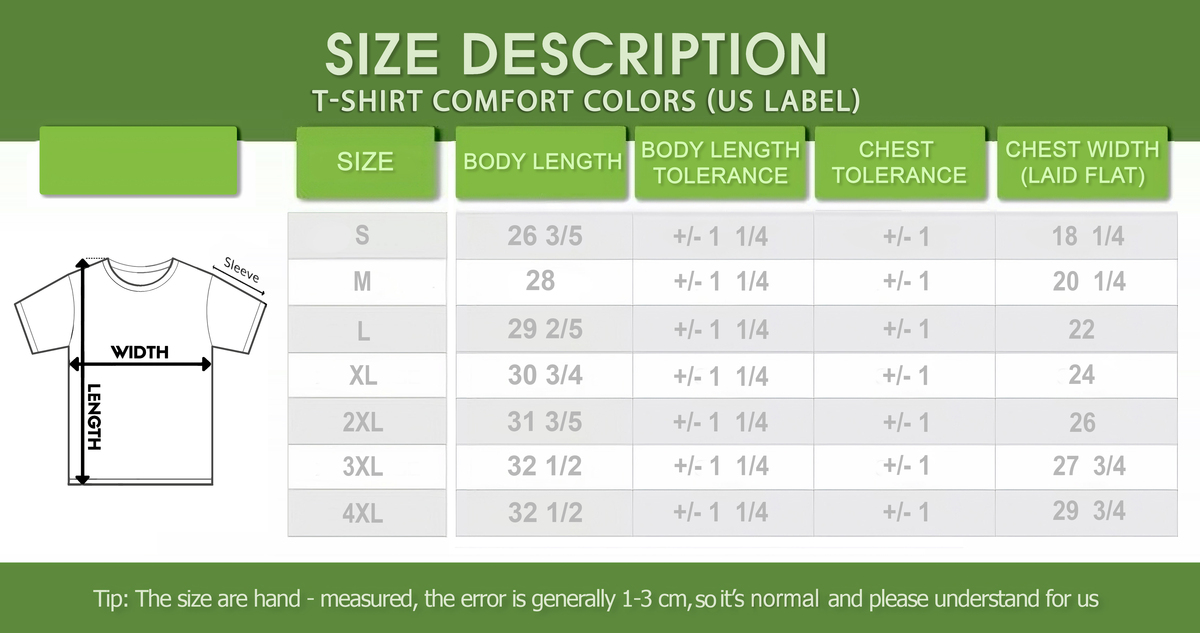 SIZE DESCRIPTION
T-SHIRT COMFORT COLORS (US LABEL)
SIZE BODY LENGTH BODY LENGTH TOLERANCE CHEST TOLERANCE CHEST WIDTH (LAID FLAT)
S 26 3/5 +/- 1 1/4 +/- 1 18 1/4
M 28 +/- 1 1/4 +/- 1 20 1/4
L 29 2/5 +/- 1 1/4 +/- 1 22
XL 30 3/4 +/- 1 1/4 +/- 1 24
2XL 31 3/5 +/- 1 1/4 +/- 1 26
3XL 32 1/2 +/- 1 1/4 +/- 1 27 3/4
4XL 32 1/2 +/- 1 1/4 +/- 1 29 3/4
Sleeve
WIDTH
LENGTH
Tip: The size are hand - measured, the error is generally 1-3 cm, so it's normal and please understand for us